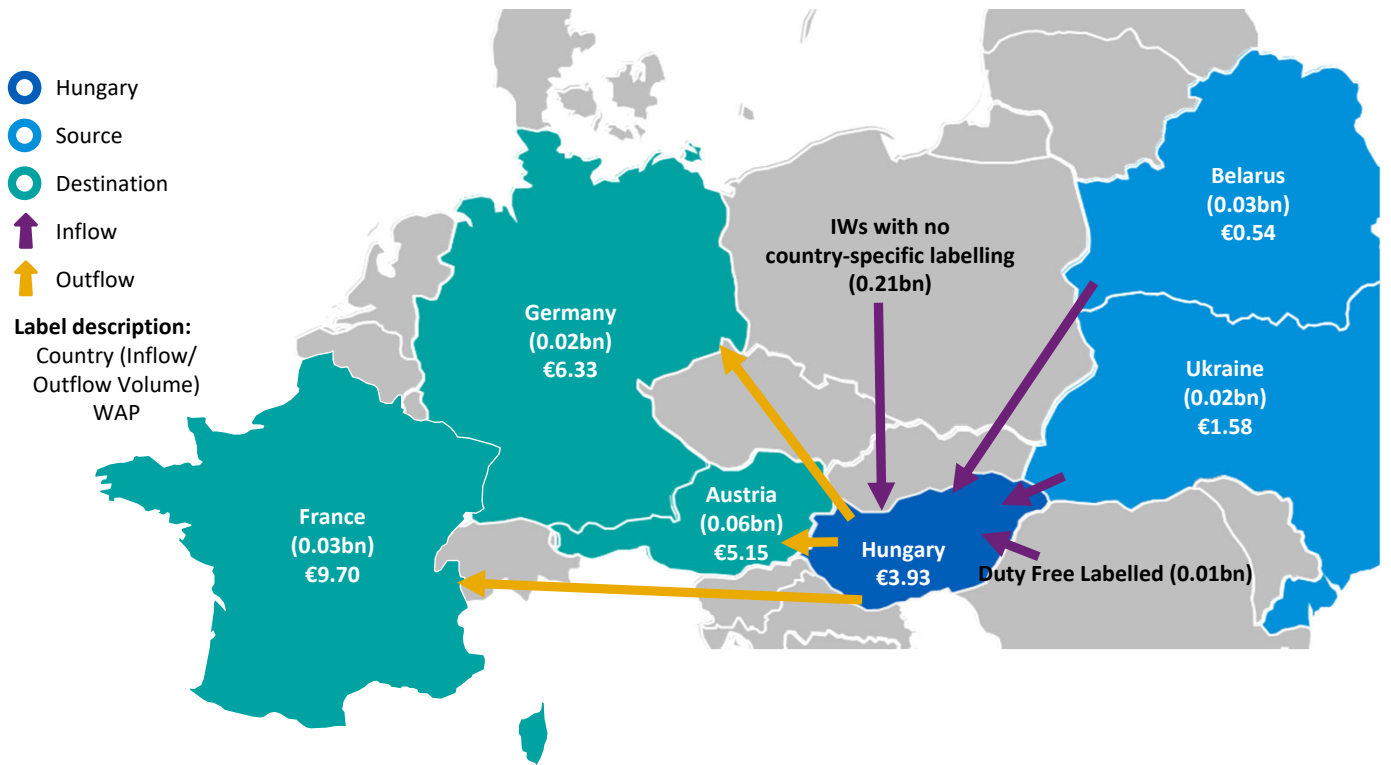 Hungary
Source
Destination
Inflow
Outflow
Label description:
Country (Inflow/
Outflow Volume)
WAP
Belarus
(0.03bn)
€0.54
IWs with no
country-specific labelling
(0.21bn)
Germany
(0.02bn)
€6.33
Ukraine
(0.02bn)
€1.58
Austria
(0.06bn)
€5.15
France
(0.03bn)
€9.70
Hungary
€3.93
Duty Free Labelled (0.01bn)